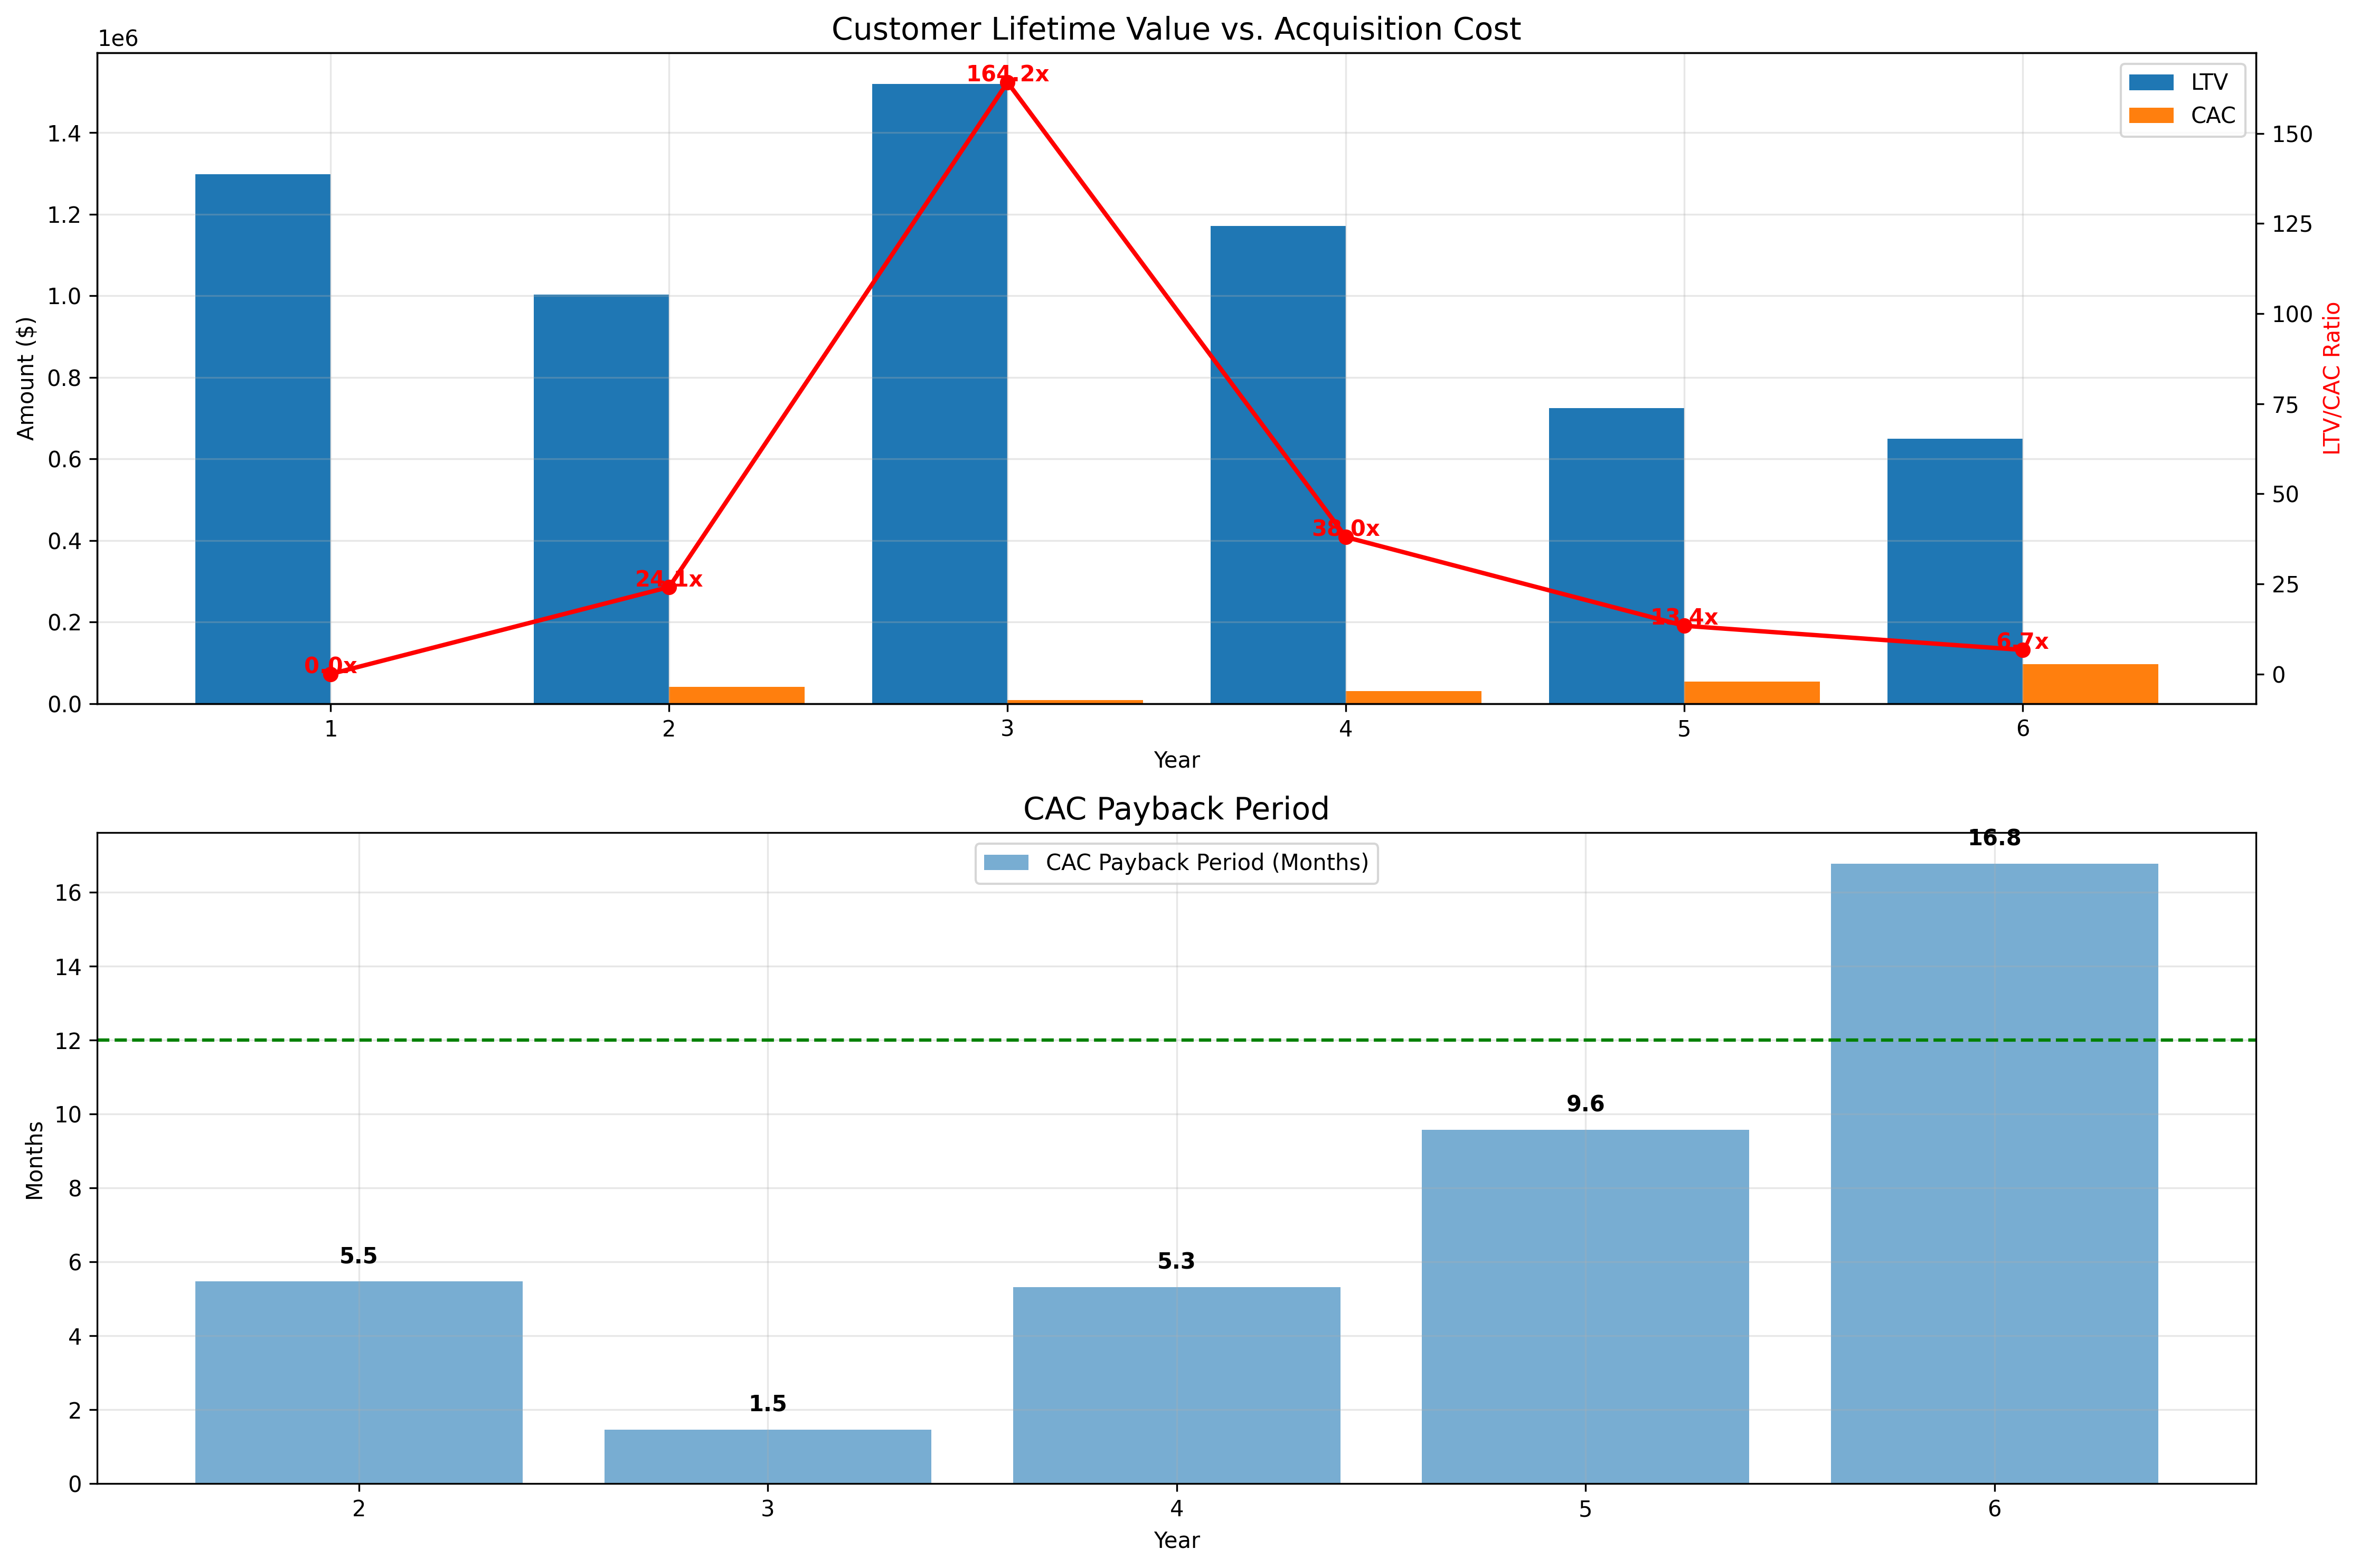 Customer Lifetime Value vs. Acquisition Cost
1e6
LTV
CAC
Amount ($)
1.4
1.2
1.0
0.8
0.6
0.4
0.2
0.0
LTV/CAC Ratio
150
125
100
75
50
25
0
0.0x
24.1x
164.2x
38.0x
13.4x
6.7x
1 2 3 4 5 6
Year
CAC Payback Period
CAC Payback Period (Months)
Months
16
14
12
10
8
6
4
2
0
5.5
1.5
5.3
9.6
16.8
2 3 4 5 6
Year